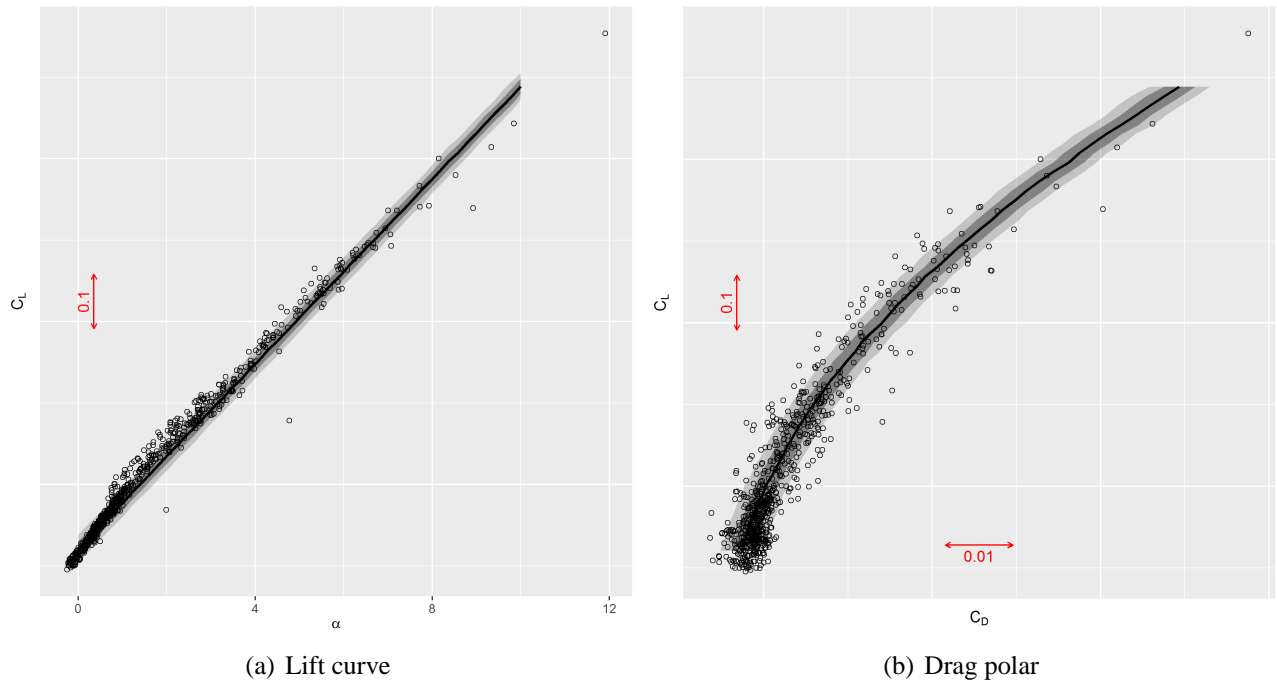 C_L
0.1
0
4
8
12
α
(a) Lift curve
C_L
0.1
0.01
C_D
(b) Drag polar